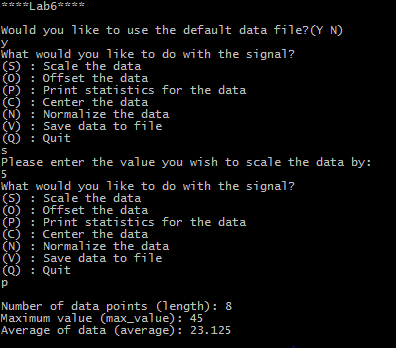 ****Lab6****
Would you like to use the default data file?(Y N)
y
What would you like to do with the signal?
(S) : Scale the data
(O) : Offset the data
(P) : Print statistics for the data
(C) : Center the data
(N) : Normalize the data
(V) : Save data to file
(Q) : Quit
s
Please enter the value you wish to scale the data by:
5
What would you like to do with the signal?
(S) : Scale the data
(O) : Offset the data
(P) : Print statistics for the data
(C) : Center the data
(N) : Normalize the data
(V) : Save data to file
(Q) : Quit
p
Number of data points (length): 8
Maximum value (max_value): 45
Average of data (average): 23.125